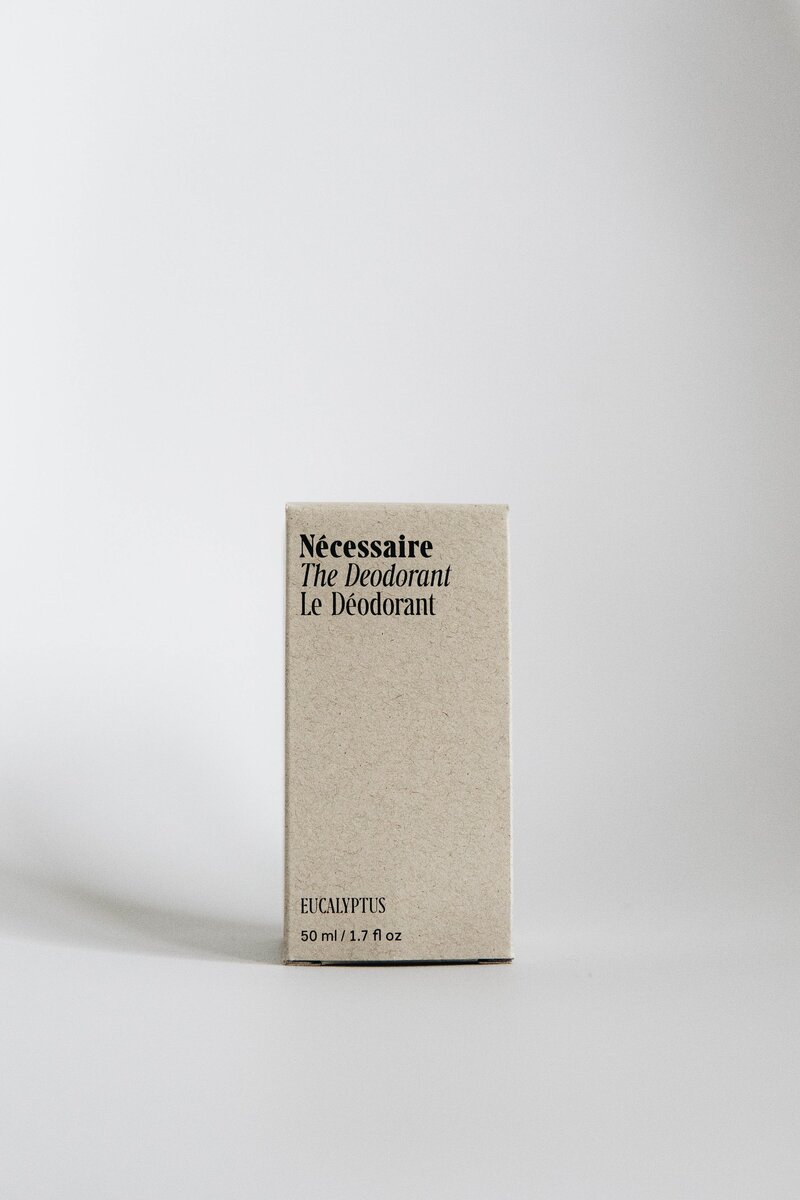 Nécessaire
The Deodorant
Le Déodorant
EUCALYPTUS
50 ml / 1.7 fl oz